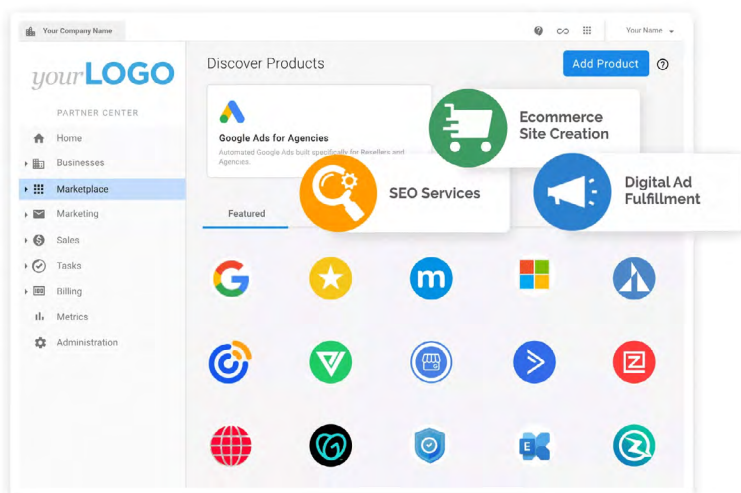 Your Company Name
Your Name
yourLOGO
PARTNER CENTER
Home
Businesses
Marketplace
Marketing
Sales
Tasks
Billing
Metrics
Administration
Discover Products
Add Product
Google Ads for Agencies
Automated Google Ads built specifically for Resellers and
Agencies.
Ecommerce
Site Creation
SEO Services
Digital Ad
Fulfillment
Featured
G
m
Z
E